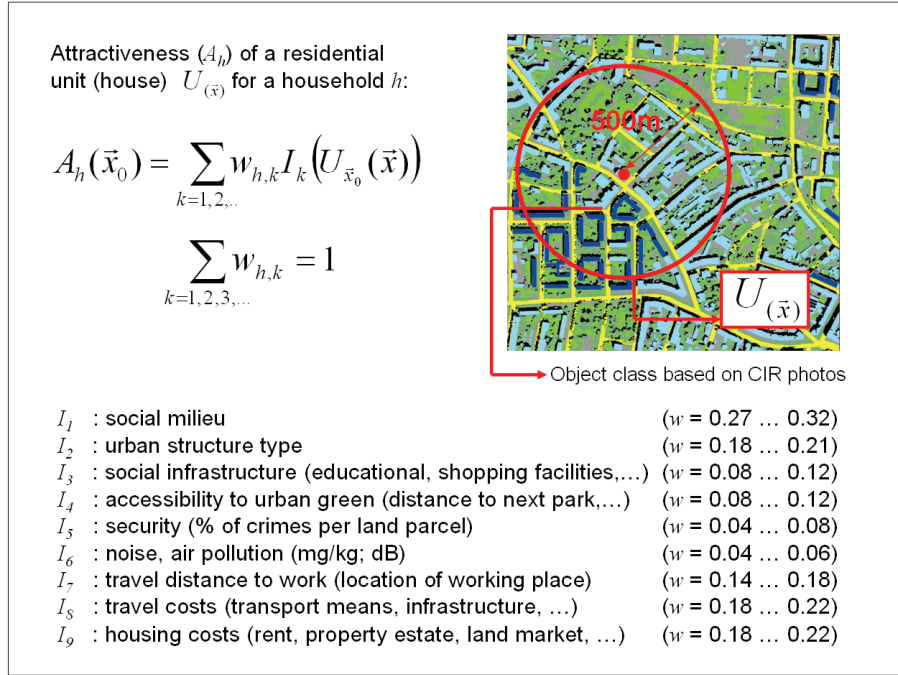 Attractiveness (A_h) of a residential
unit (house) U_(x⃗) for a household h:
A_h(x⃗_0) = ∑_{k=1,2,..} w_{h,k} I_k(U_{x⃗_0}(x⃗))
∑_{k=1,2,3,...} w_{h,k} = 1
500m
U_(x⃗)
Object class based on CIR photos
I_1 : social milieu (w = 0.27 … 0.32)
I_2 : urban structure type (w = 0.18 … 0.21)
I_3 : social infrastructure (educational, shopping facilities,…) (w = 0.08 … 0.12)
I_4 : accessibility to urban green (distance to next park,…) (w = 0.08 … 0.12)
I_5 : security (% of crimes per land parcel) (w = 0.04 … 0.08)
I_6 : noise, air pollution (mg/kg; dB) (w = 0.04 … 0.06)
I_7 : travel distance to work (location of working place) (w = 0.14 … 0.18)
I_8 : travel costs (transport means, infrastructure, …) (w = 0.18 … 0.22)
I_9 : housing costs (rent, property estate, land market, …) (w = 0.18 … 0.22)